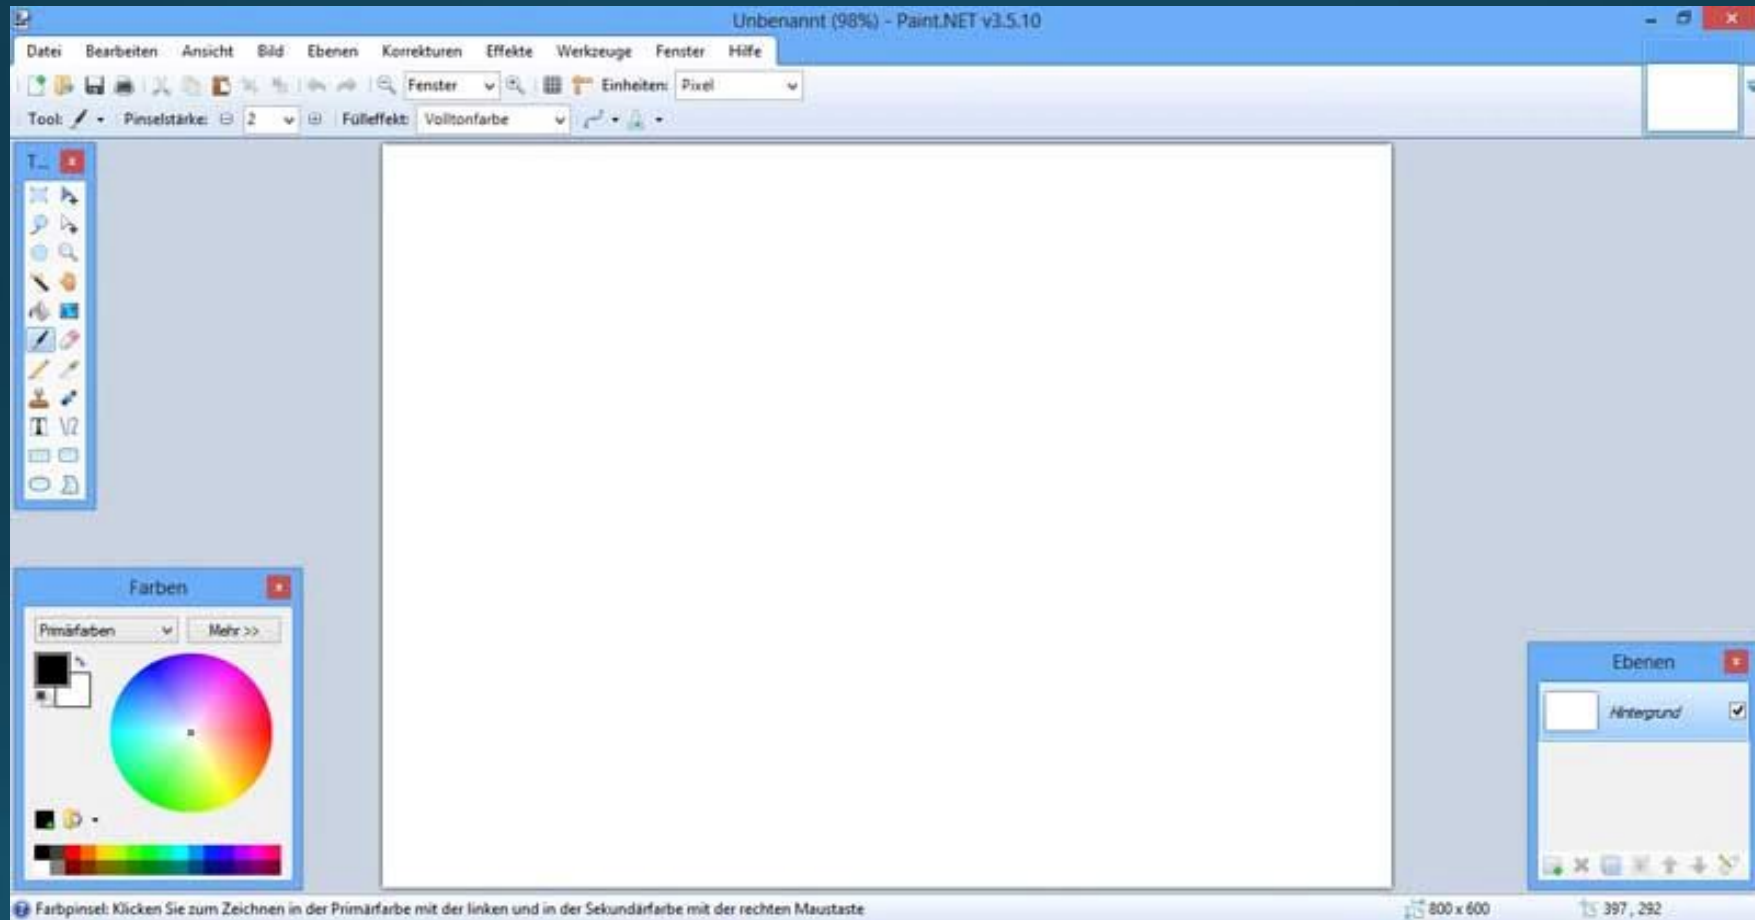 Unbenannt (98%) - Paint.NET v3.5.10
Datei Bearbeiten Ansicht Bild Ebenen Korrekturen Effekte Werkzeuge Fenster Hilfe
Fenster Einheiten: Pixel
Tool: Pinselstärke: 2 Fülleffekt: Volltonfarbe
T...
Farben
Primärfarben Mehr >>
Ebenen
Hintergrund
Farbpinsel: Klicken Sie zum Zeichnen in der Primärfarbe mit der linken und in der Sekundärfarbe mit der rechten Maustaste 800 x 600 397, 292